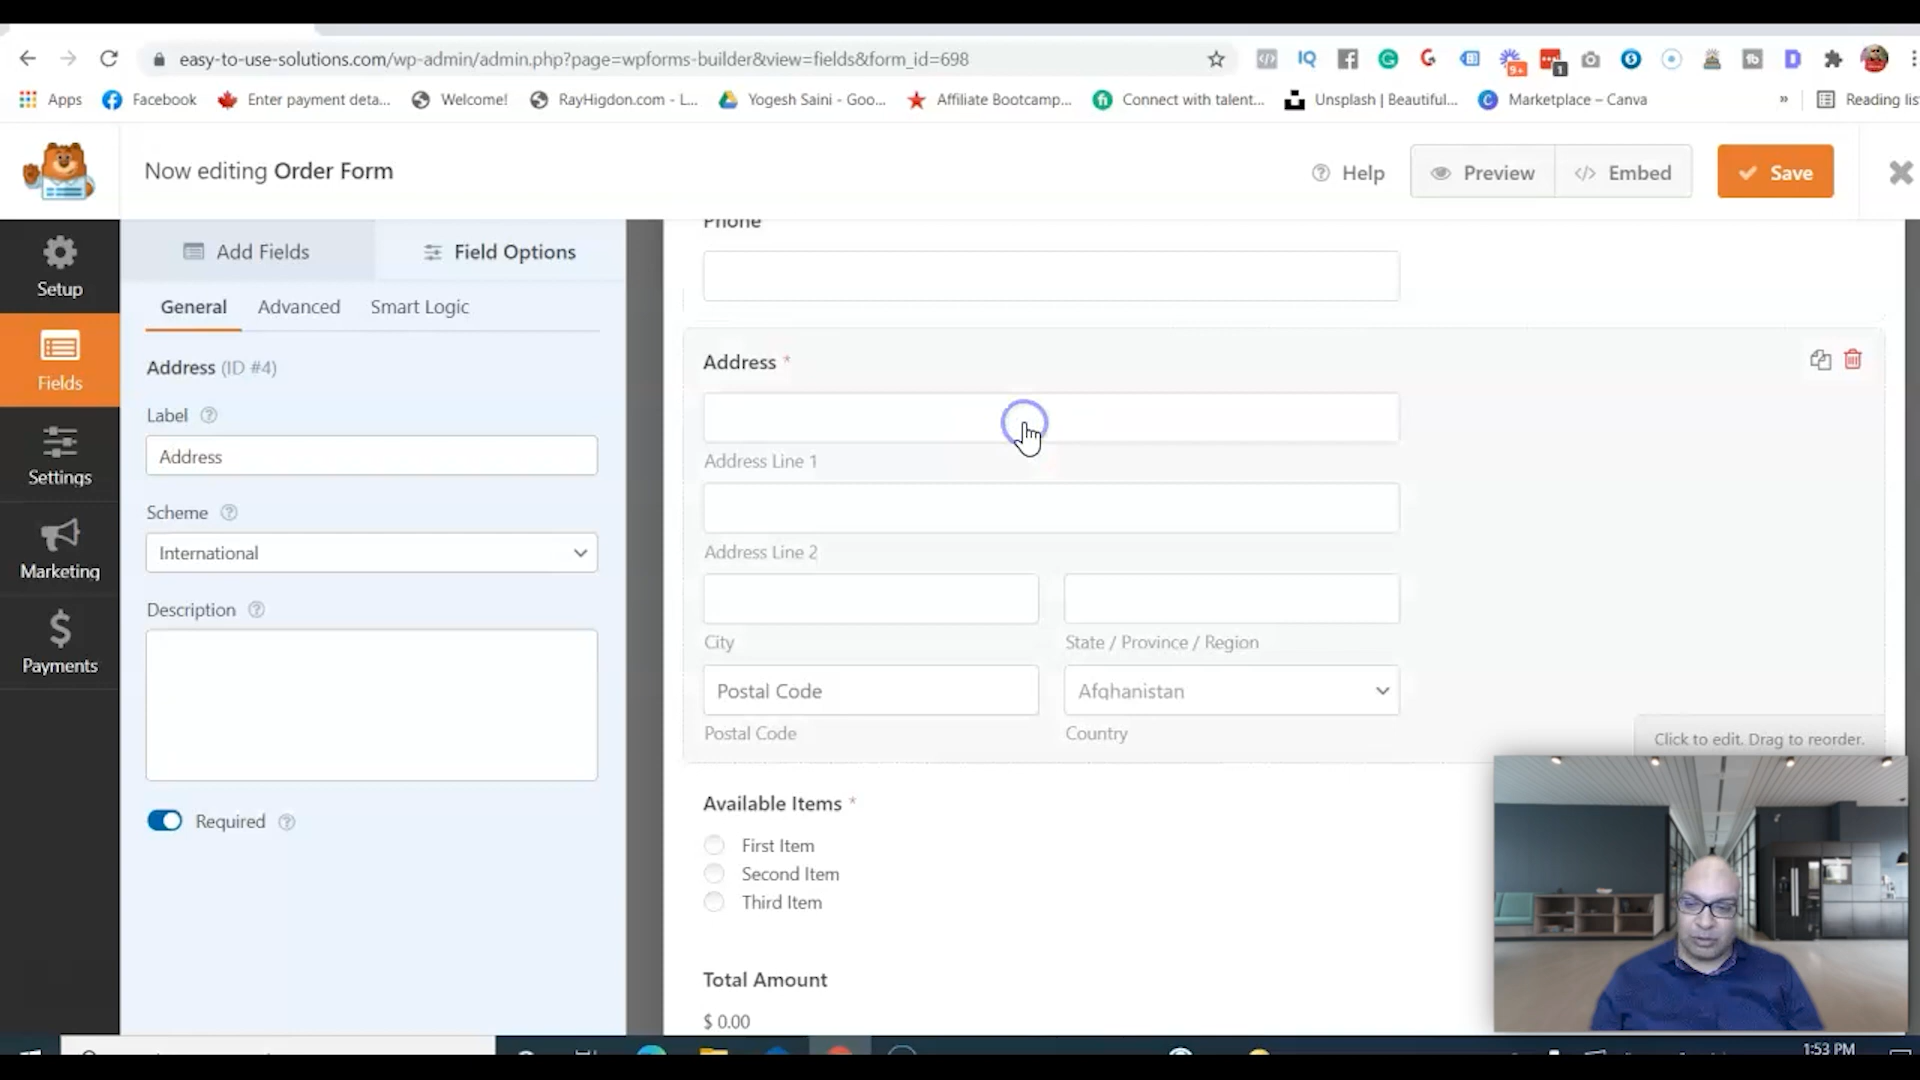 easy-to-use-solutions.com/wp-admin/admin.php?page=wpforms-builder&view=fields&form_id=698
Apps Facebook Enter payment deta... Welcome! RayHigdon.com - L... Yogesh Saini - Goo... Affiliate Bootcamp... Connect with talent... Unsplash | Beautiful... Marketplace – Canva » Reading lis
Now editing Order Form
Help
Preview
Embed
Save
Setup
Fields
Settings
Marketing
Payments
Add Fields
Field Options
General Advanced Smart Logic
Address (ID #4)
Label
Address
Scheme
International
Description
Required
Phone
Address *
Address Line 1
Address Line 2
City State / Province / Region
Postal Code Afghanistan
Postal Code Country
Click to edit. Drag to reorder.
Available Items *
First Item
Second Item
Third Item
Total Amount
$ 0.00
1:53 PM